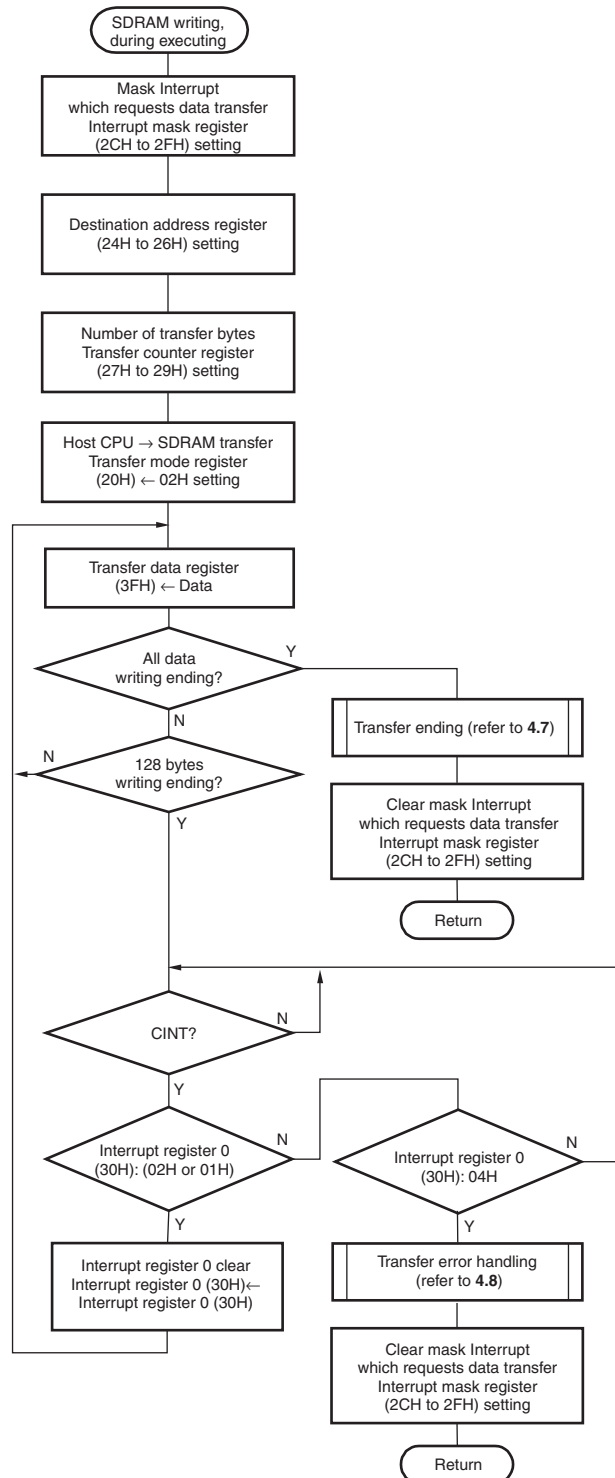 SDRAM writing,
during executing
Mask Interrupt
which requests data transfer
Interrupt mask register
(2CH to 2FH) setting
Destination address register
(24H to 26H) setting
Number of transfer bytes
Transfer counter register
(27H to 29H) setting
Host CPU → SDRAM transfer
Transfer mode register
(20H) ← 02H setting
Transfer data register
(3FH) ← Data
All data
writing ending?
Y
N
Transfer ending (refer to 4.7)
128 bytes
writing ending?
N
Y
Clear mask Interrupt
which requests data transfer
Interrupt mask register
(2CH to 2FH) setting
Return
CINT?
N
Y
Interrupt register 0
(30H): (02H or 01H)
N
Y
Interrupt register 0
(30H): 04H
N
Y
Interrupt register 0 clear
Interrupt register 0 (30H)←
Interrupt register 0 (30H)
Transfer error handling
(refer to 4.8)
Clear mask Interrupt
which requests data transfer
Interrupt mask register
(2CH to 2FH) setting
Return